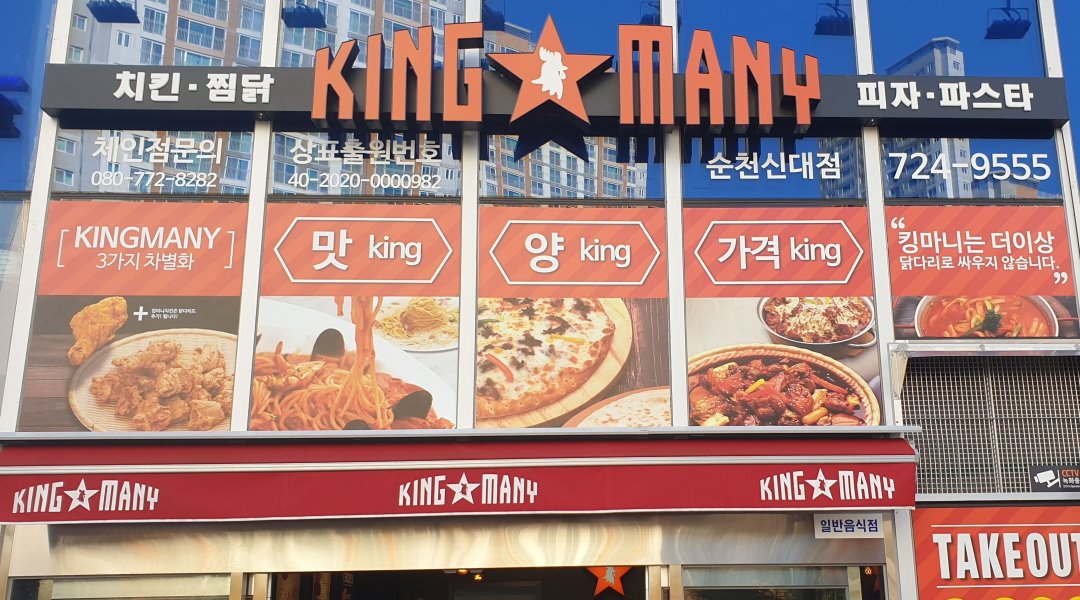 치킨·찜닭
KING MANY
피자·파스타
체인점문의
080-772-8282
상표출원번호
40-2020-0000982
순천신대점
724-9555
[KINGMANY
3가지 차별화]
맛 king
양 king
가격 king
"킹마니는 더이상
닭다리로 싸우지 않습니다."
+
KING MANY
KING MANY
KING MANY
일반음식점
CCTV
TAKE OUT